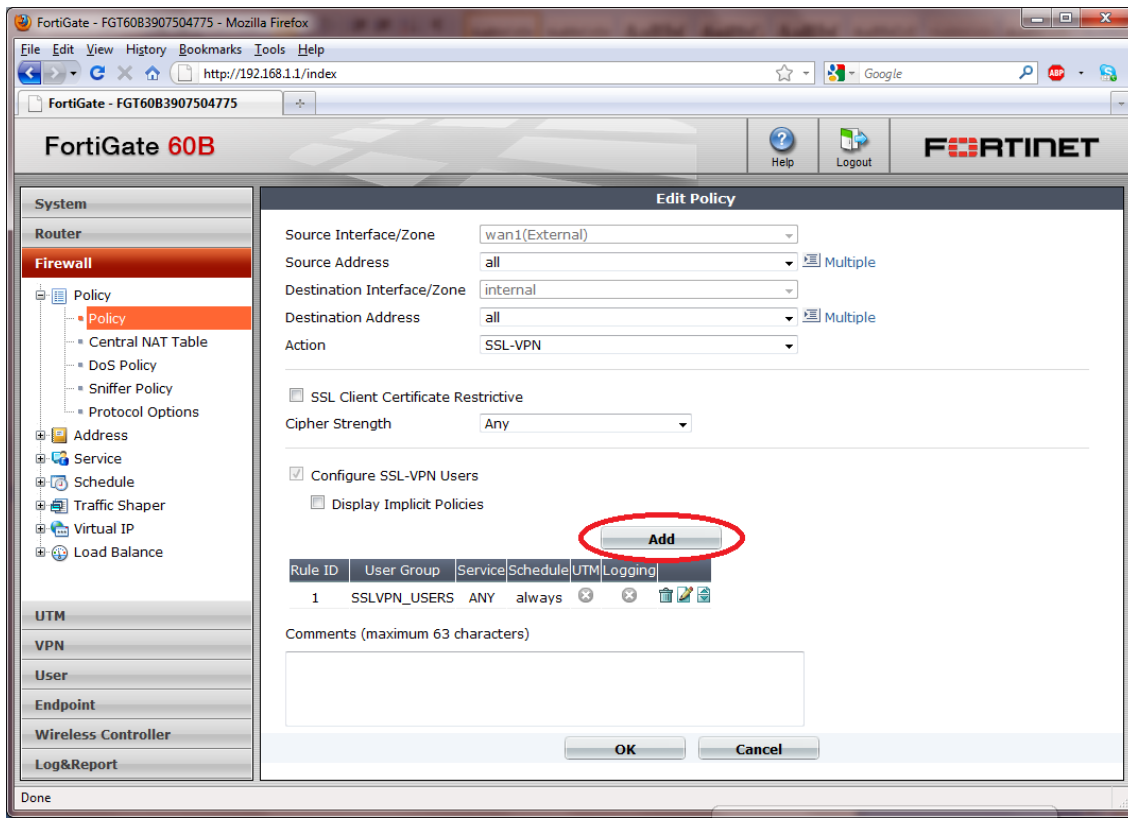 FortiGate - FGT60B3907504775 - Mozilla Firefox
File Edit View History Bookmarks Tools Help
http://192.168.1.1/index
Google
ABP
FortiGate - FGT60B3907504775
FortiGate 60B
Help
Logout
FORTINET
System
Router
Firewall
Policy
Policy
Central NAT Table
DoS Policy
Sniffer Policy
Protocol Options
Address
Service
Schedule
Traffic Shaper
Virtual IP
Load Balance
UTM
VPN
User
Endpoint
Wireless Controller
Log&Report
Edit Policy
Source Interface/Zone wan1(External)
Source Address all Multiple
Destination Interface/Zone internal
Destination Address all Multiple
Action SSL-VPN
SSL Client Certificate Restrictive
Cipher Strength Any
Configure SSL-VPN Users
Display Implicit Policies
Add
Rule ID User Group Service Schedule UTM Logging
1 SSLVPN_USERS ANY always
Comments (maximum 63 characters)
OK Cancel
Done